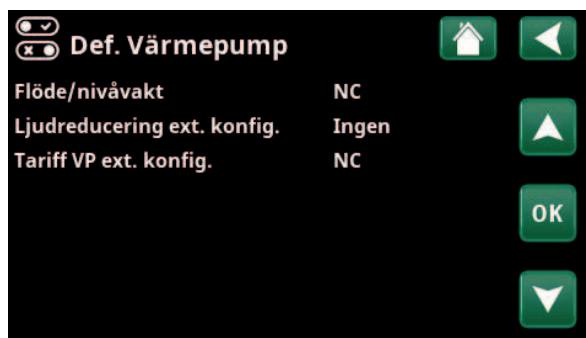 Def. Värmepump
Flöde/nivåvakt NC
Ljudreducering ext. konfig. Ingen
Tariff VP ext. konfig. NC
OK